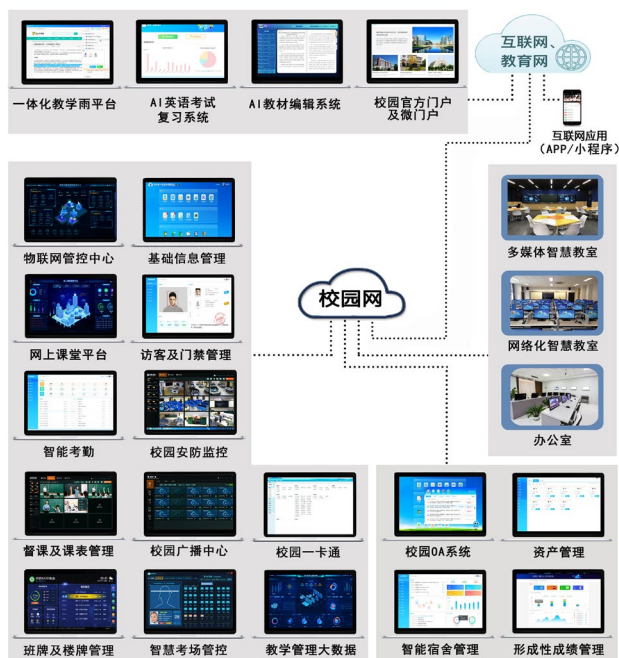 互联网、
教育网
一体化教学雨平台
AI英语考试
复习系统
AI教材编辑系统
校园官方门户
及微门户
互联网应用
（APP/小程序）
物联网管控中心
基础信息管理
多媒体智慧教室
校园网
网上课堂平台
访客及门禁管理
网络化智慧教室
智能考勤
校园安防监控
办公室
督课及课表管理
校园广播中心
校园一卡通
校园OA系统
资产管理
班牌及楼牌管理
智慧考场管控
教学管理大数据
智能宿舍管理
形成性成绩管理